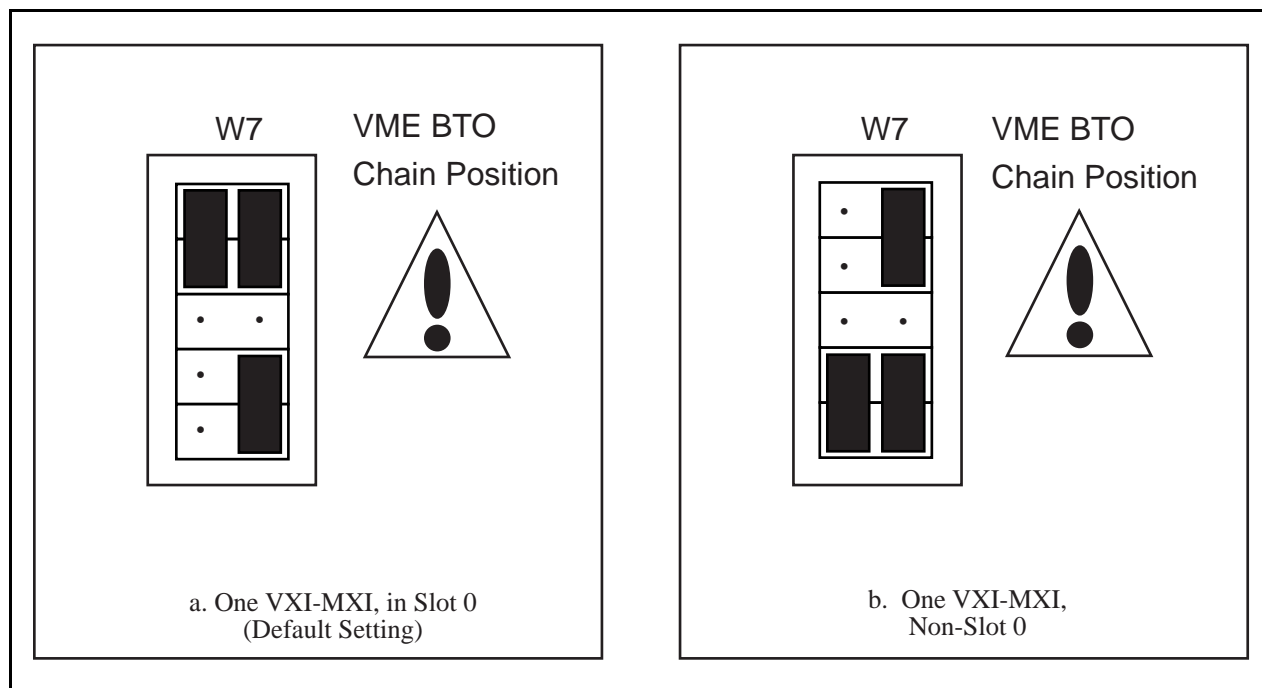 W7
VME BTO
Chain Position
a. One VXI-MXI, in Slot 0
(Default Setting)
W7
VME BTO
Chain Position
b. One VXI-MXI,
Non-Slot 0